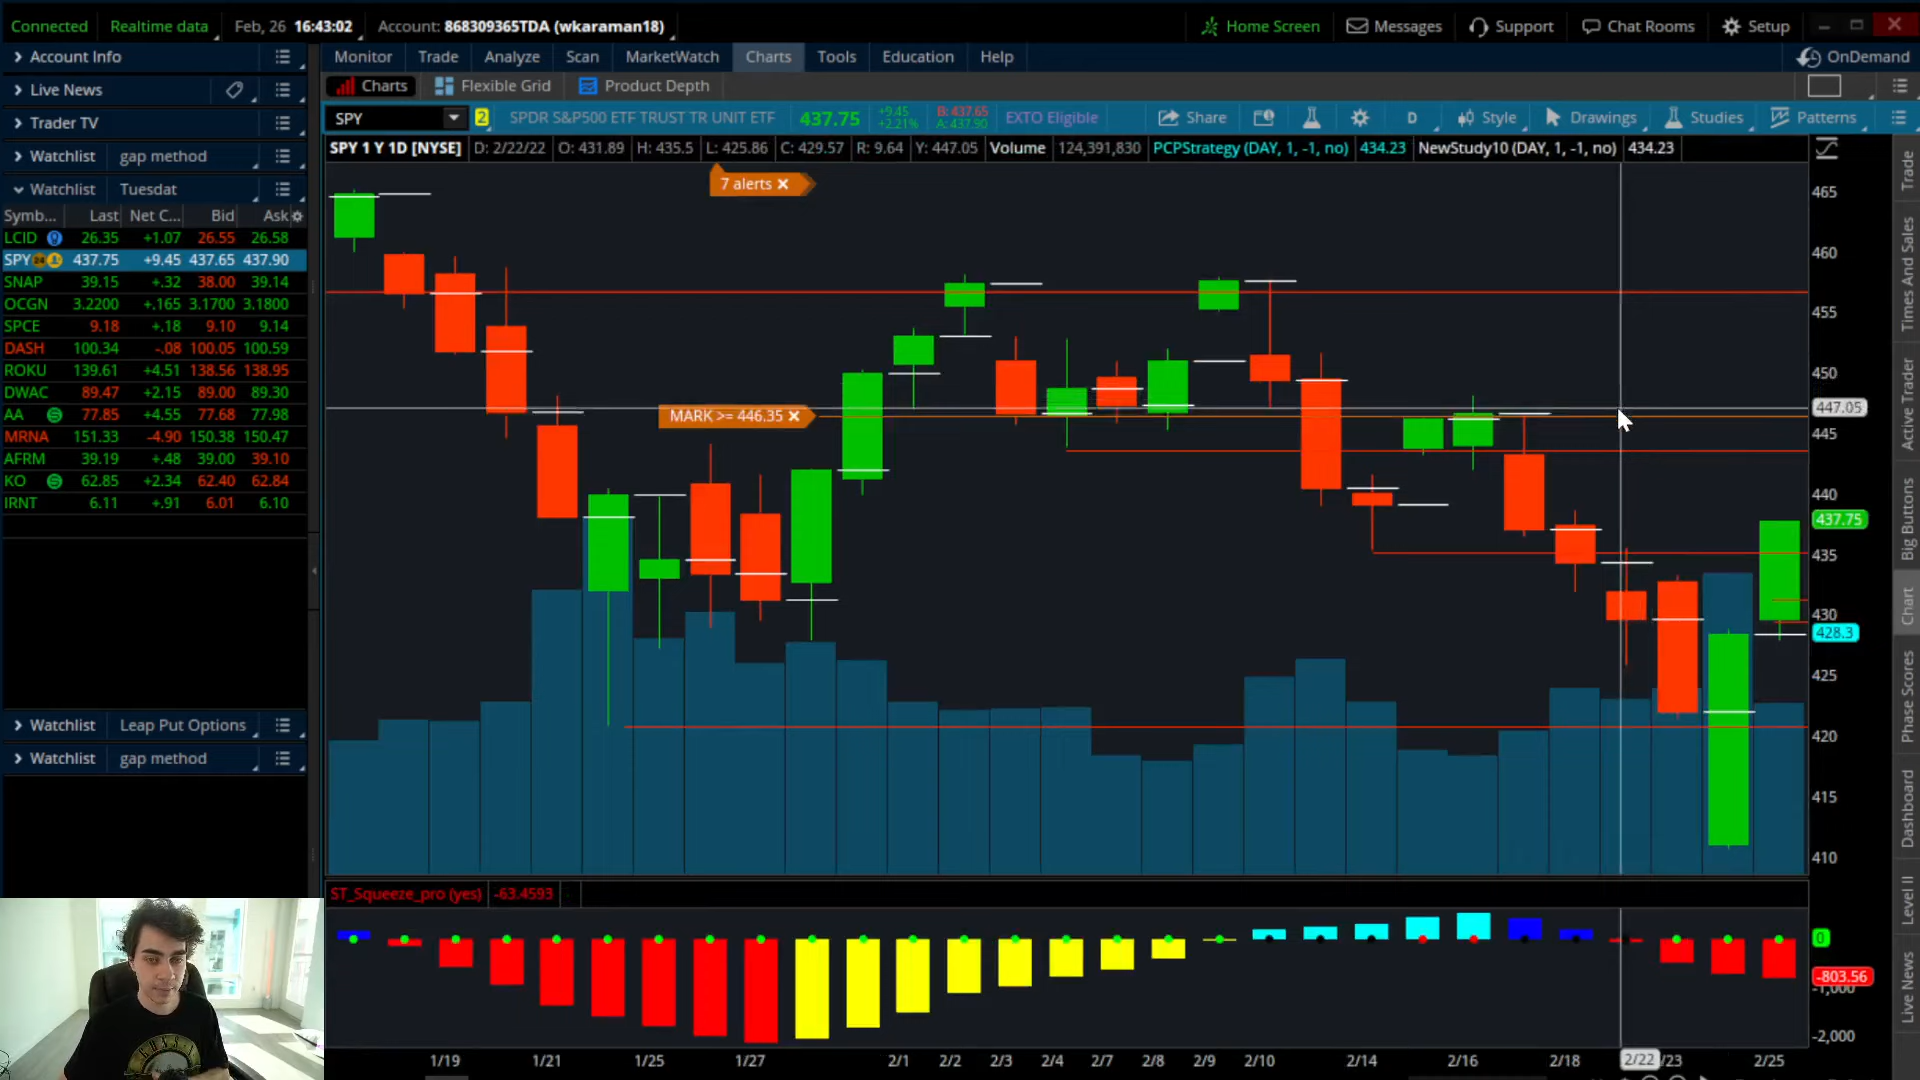 Connected Realtime data Feb, 26 16:43:02 Account: 868309365TDA (wkaraman18) Home Screen Messages Support Chat Rooms Setup
Account Info Monitor Trade Analyze Scan MarketWatch Charts Tools Education Help OnDemand
Live News Charts Flexible Grid Product Depth
Trader TV SPY 2 SPDR S&P500 ETF TRUST TR UNIT ETF 437.75 +9.45 +2.21% B: 437.65 A: 437.90 EXTO Eligible Share D Style Drawings Studies Patterns
Watchlist gap method SPY 1 Y 1D [NYSE] D: 2/22/22 O: 431.89 H: 435.5 L: 425.86 C: 429.57 R: 9.64 Y: 447.05 Volume 124,391,830 PCPStrategy (DAY, 1, -1, no) 434.23 NewStudy10 (DAY, 1, -1, no) 434.23
Watchlist Tuesdat
7 alerts
Symb... Last Net C... Bid Ask
LCID 26.35 +1.07 26.55 26.58
SPY 437.75 +9.45 437.65 437.90
SNAP 39.15 +.32 38.00 39.14
OCGN 3.2200 +.165 3.1700 3.1800
SPCE 9.18 +.18 9.10 9.14
DASH 100.34 -.08 100.05 100.59
ROKU 139.61 +4.51 138.56 138.95
DWAC 89.47 +2.15 89.00 89.30
AA 77.85 +4.55 77.68 77.98
MRNA 151.33 -4.90 150.38 150.47
AFRM 39.19 +.48 39.00 39.10
KO 62.85 +2.34 62.40 62.84
IRNT 6.11 +.91 6.01 6.10
Watchlist Leap Put Options
Watchlist gap method
MARK >= 446.35
465
460
455
450
447.05
445
440
437.75
435
430
428.3
425
420
415
410
ST_Squeeze_pro (yes) -63.4593
0
-803.56
-1,000
-2,000
1/19 1/21 1/25 1/27 2/1 2/2 2/3 2/4 2/7 2/8 2/9 2/10 2/14 2/16 2/18 2/22 /23 2/25
Trade
Times And Sales
Active Trader
Big Buttons
Chart
Phase Scores
Dashboard
Level II
Live News
GUNS